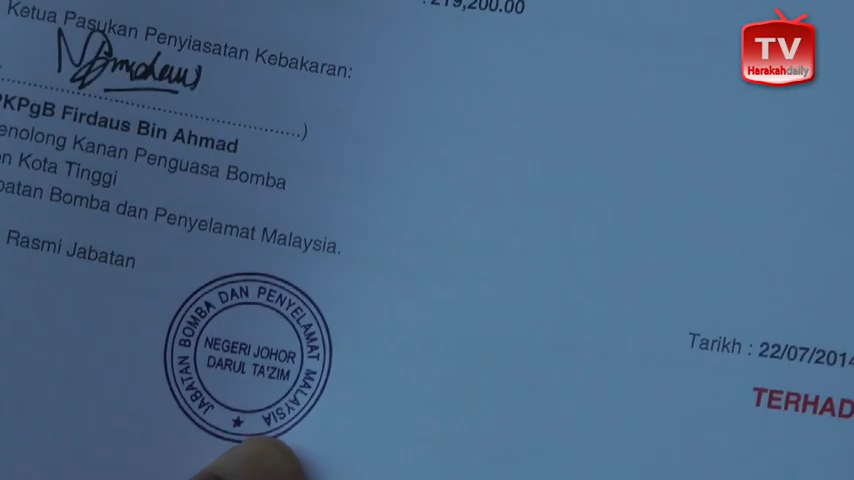 : 219,200.00
Ketua Pasukan Penyiasatan Kebakaran:
PKPgB Firdaus Bin Ahmad
enolong Kanan Penguasa Bomba
on Kota Tinggi
batan Bomba dan Penyelamat Malaysia.
Rasmi Jabatan
JABATAN BOMBA DAN PENYELAMAT MALAYSIA
NEGERI JOHOR
DARUL TA'ZIM
Tarikh : 22/07/2014
TERHAD
TV
Harakahdaily